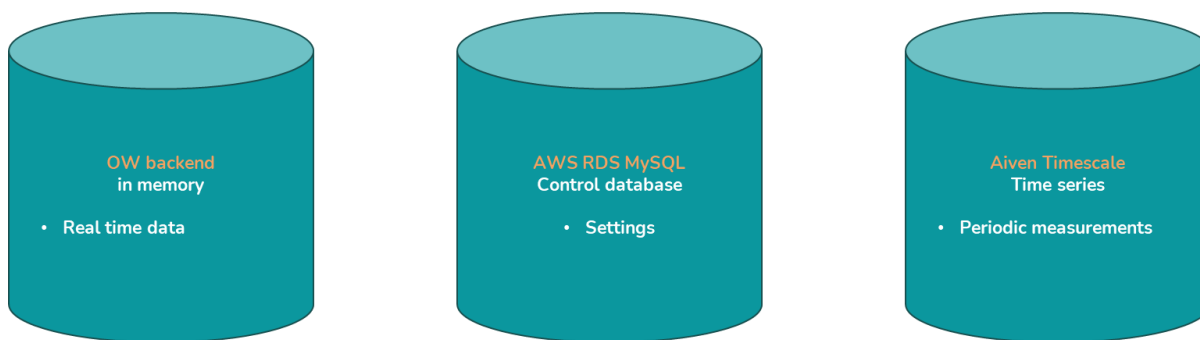 OW backend
in memory
• Real time data
AWS RDS MySQL
Control database
• Settings
Aiven Timescale
Time series
• Periodic measurements